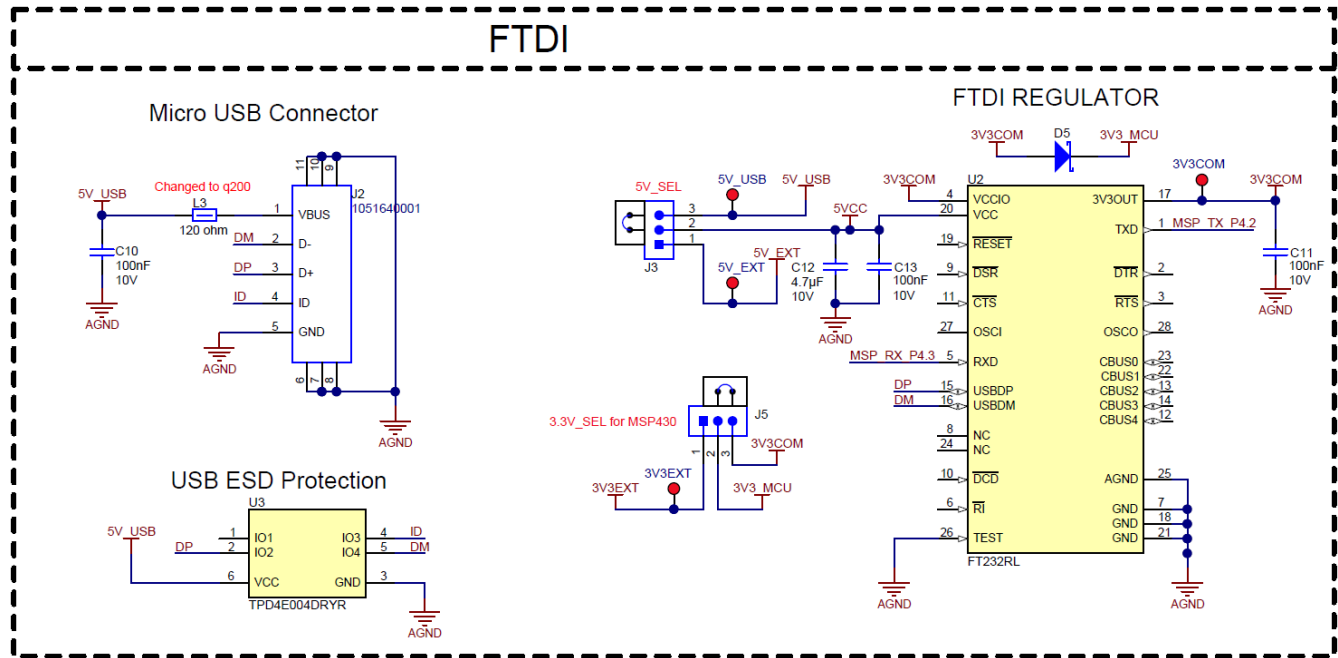 FTDI
Micro USB Connector
5V_USB
Changed to q200
L3
120 ohm
C10
100nF
10V
AGND
DM
DP
ID
AGND
11
10
9
J2
1051640001
1 VBUS
2 D-
3 D+
4 ID
5 GND
6
7
8
AGND
USB ESD Protection
U3
5V_USB
DP
1 IO1
2 IO2
6 VCC
IO3 4 ID
IO4 5 DM
GND 3
TPD4E004DRYR
AGND
5V_SEL
J3
3
2
1
5V_USB
5V_USB
5VCC
5V_EXT
5V_EXT
C12
4.7µF
10V
C13
100nF
10V
AGND
3.3V_SEL for MSP430
J5
1
2
3
3V3COM
3V3EXT
3V3EXT
3V3_MCU
FTDI REGULATOR
3V3COM
D5
3V3_MCU
3V3COM
U2
4 VCCIO
20 VCC
19 RESET
9 DSR
11 CTS
27 OSCI
MSP_RX_P4.3 5 RXD
DP 15 USBDP
DM 16 USBDM
8 NC
24 NC
10 DCD
6 RI
26 TEST
FT232RL
AGND
3V3COM
3V3COM
3V3OUT 17
TXD 1 MSP_TX_P4.2
DTR 2
RTS 3
OSCO 28
CBUS0 23
CBUS1 22
CBUS2 13
CBUS3 14
CBUS4 12
AGND 25
GND 7
GND 18
GND 21
AGND
C11
100nF
10V
AGND